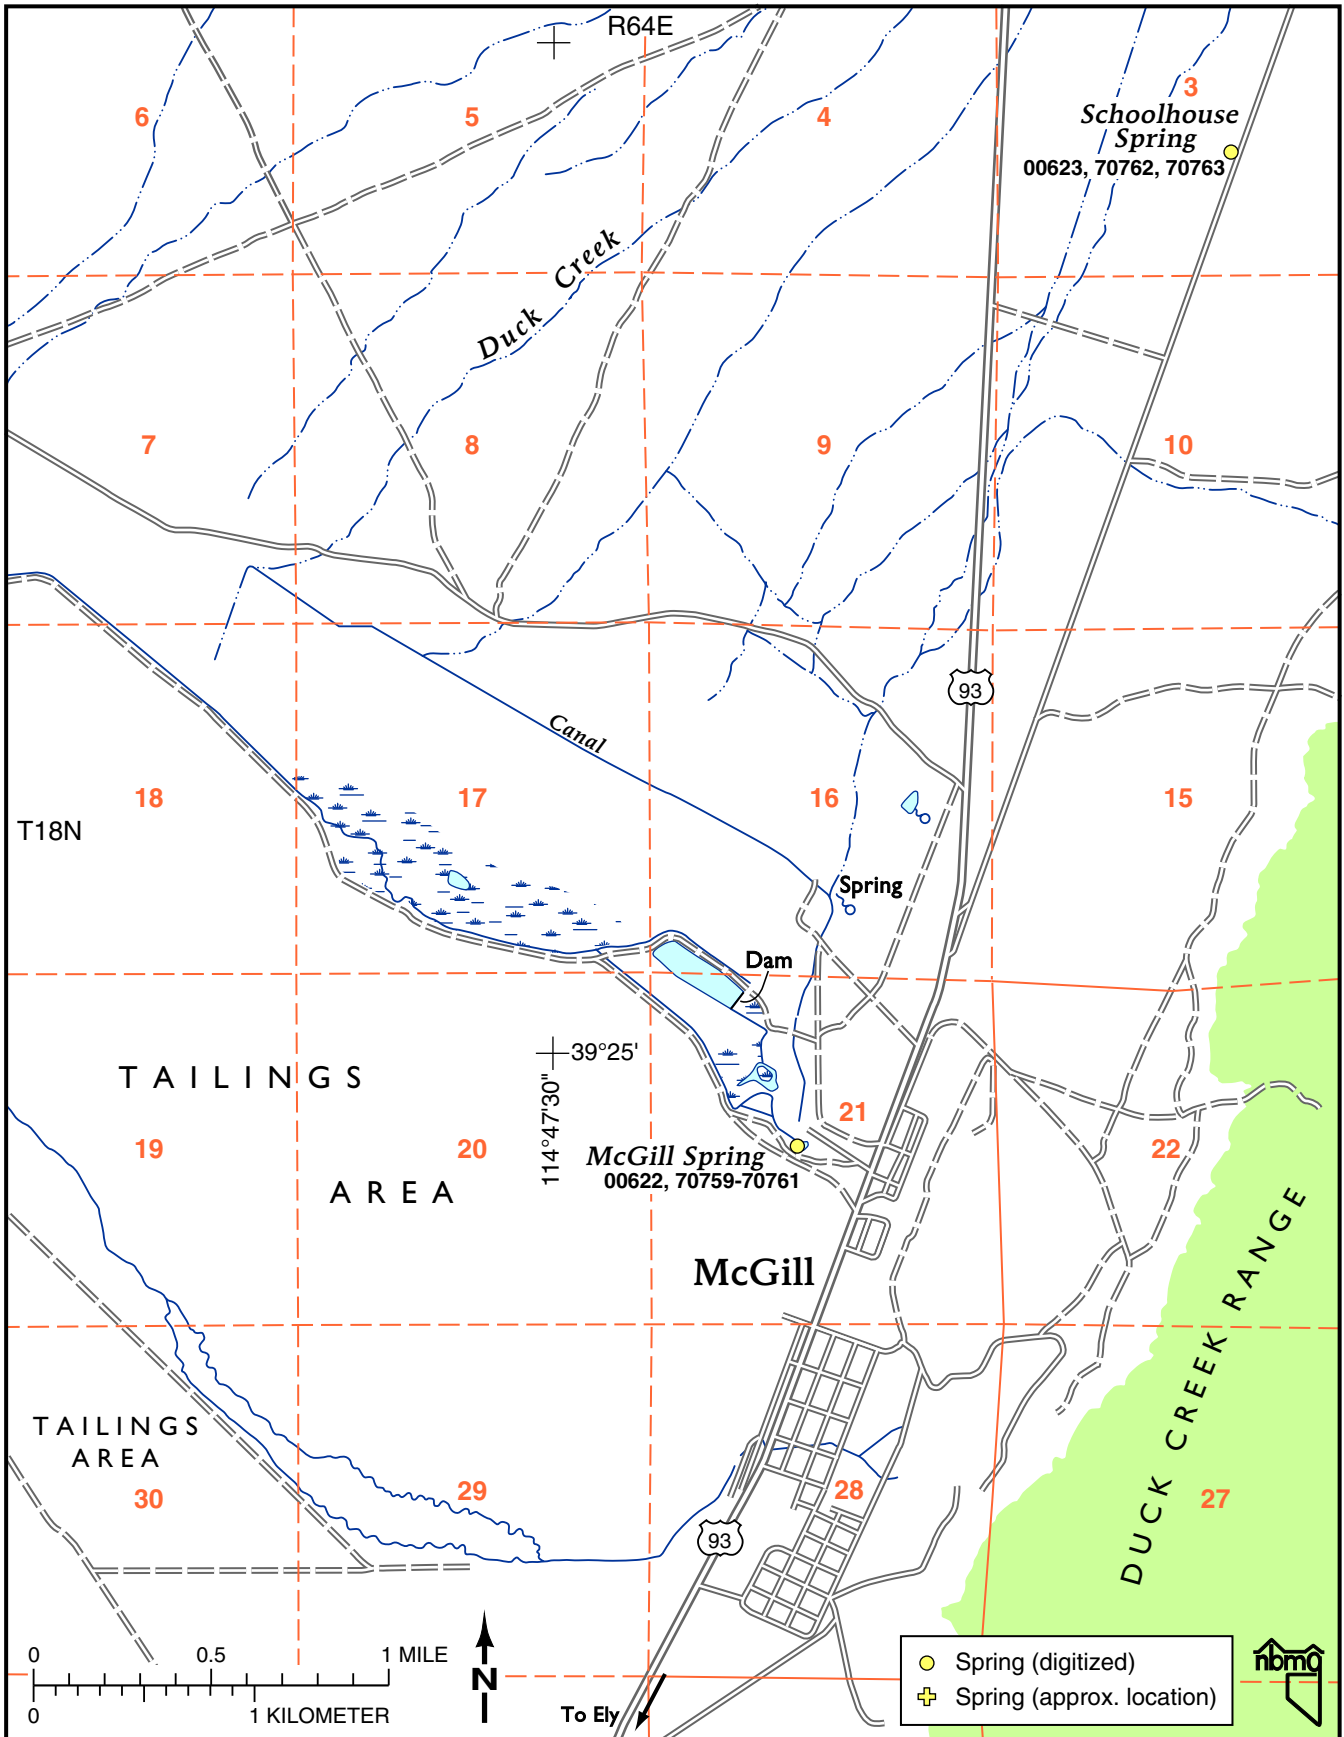 R64E
6
5
4
3
Schoolhouse
Spring
00623, 70762, 70763
Duck Creek
7
8
9
10
93
Canal
18
17
16
15
T18N
Spring
Dam
39°25'
114°47'30"
TAILINGS
AREA
19
20
21
22
McGill Spring
00622, 70759-70761
McGill
DUCK CREEK RANGE
TAILINGS
AREA
30
29
28
27
93
0 0.5 1 MILE
0 1 KILOMETER
N
To Ely
Spring (digitized)
Spring (approx. location)
nbmg